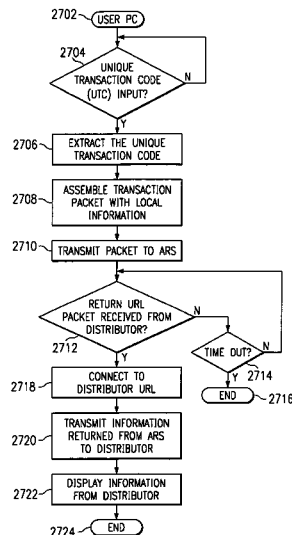 2702
USER PC
2704
UNIQUE
TRANSACTION CODE
(UTC) INPUT?
N
Y
2706
EXTRACT THE UNIQUE
TRANSACTION CODE
2708
ASSEMBLE TRANSACTION
PACKET WITH LOCAL
INFORMATION
2710
TRANSMIT PACKET TO ARS
RETURN URL
PACKET RECEIVED FROM
DISTRIBUTOR?
N
2712
Y
TIME OUT?
2714
Y
N
END
2716
2718
CONNECT TO
DISTRIBUTOR URL
2720
TRANSMIT INFORMATION
RETURNED FROM ARS
TO DISTRIBUTOR
2722
DISPLAY INFORMATION
FROM DISTRIBUTOR
2724
END